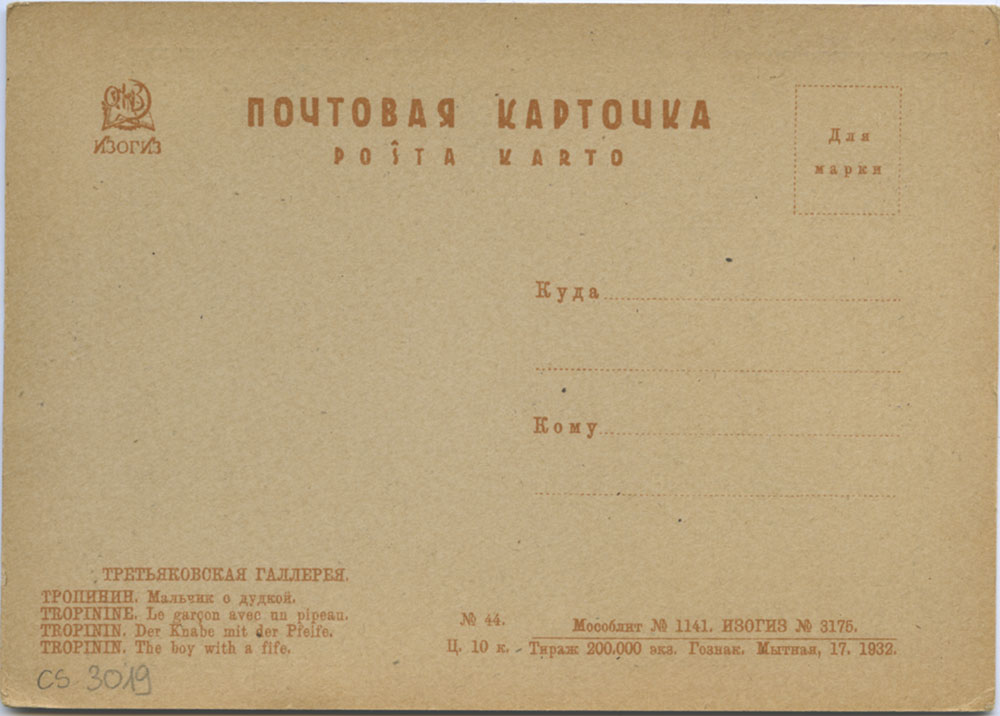 ИЗОГИЗ
ПОЧТОВАЯ КАРТОЧКА
POŜTA KARTO
Для
марки
Куда
Кому
ТРЕТЬЯКОВСКАЯ ГАЛЛЕРЕЯ.
ТРОПИНИН. Мальчик с дудкой.
TROPININE. Le garçon avec un pipeau.
TROPININ. Der Knabe mit der Pfeife.
TROPININ. The boy with a fife.
№ 44.
Ц. 10 к.
Мособлит № 1141. ИЗОГИЗ № 3175.
Тираж 200.000 экз. Гознак. Мытная, 17. 1932.
CS 3019